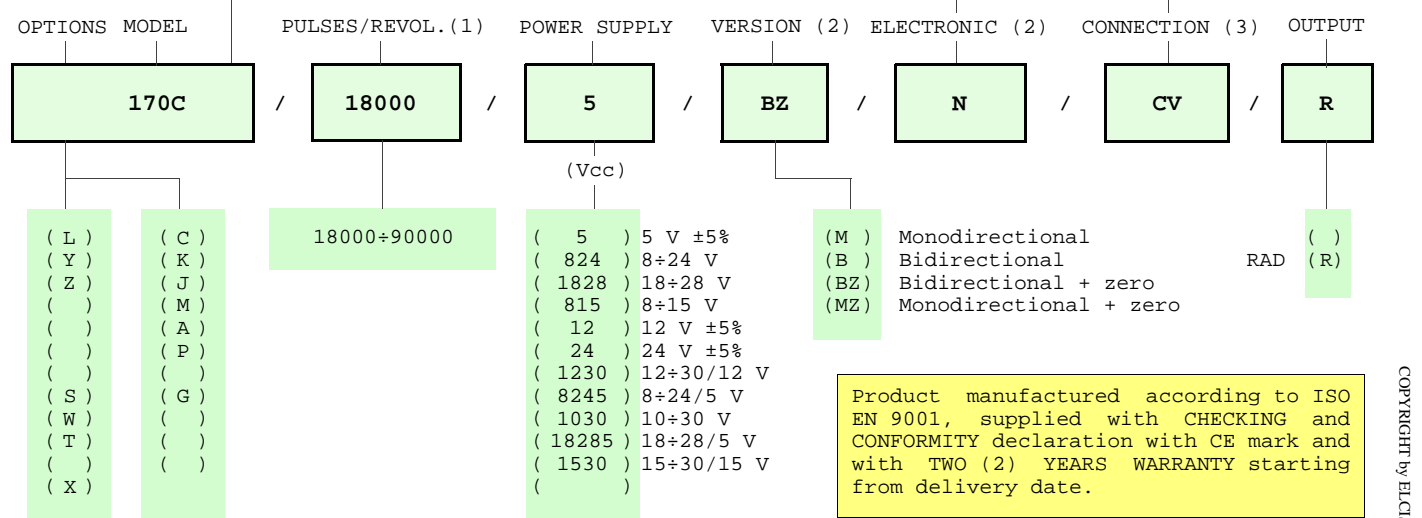 OPTIONS MODEL PULSES/REVOL.(1) POWER SUPPLY VERSION (2) ELECTRONIC (2) CONNECTION (3) OUTPUT
170C / 18000 / 5 / BZ / N / CV / R
(Vcc)
( L ) ( C ) 18000÷90000 ( 5 ) 5 V ±5% (M ) Monodirectional ( )
( Y ) ( K ) ( 824 ) 8÷24 V (B ) Bidirectional RAD (R)
( Z ) ( J ) ( 1828 ) 18÷28 V (BZ) Bidirectional + zero
( ) ( M ) ( 815 ) 8÷15 V (MZ) Monodirectional + zero
( ) ( A ) ( 12 ) 12 V ±5%
( ) ( P ) ( 24 ) 24 V ±5%
( ) ( ) ( 1230 ) 12÷30/12 V
( S ) ( G ) ( 8245 ) 8÷24/5 V
( W ) ( ) ( 1030 ) 10÷30 V
( T ) ( ) ( 18285 ) 18÷28/5 V
( ) ( ) ( 1530 ) 15÷30/15 V
( X ) ( )
Product manufactured according to ISO
EN 9001, supplied with CHECKING and
CONFORMITY declaration with CE mark and
with TWO (2) YEARS WARRANTY starting
from delivery date.
COPYRIGHT by